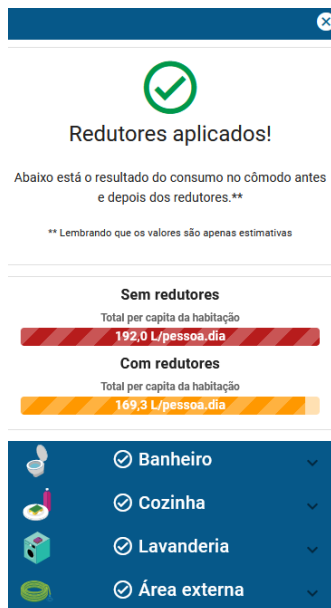 Redutores aplicados!
Abaixo está o resultado do consumo no cômodo antes
e depois dos redutores.**
** Lembrando que os valores são apenas estimativas
Sem redutores
Total per capita da habitação
192,0 L/pessoa.dia
Com redutores
Total per capita da habitação
169,3 L/pessoa.dia
Banheiro
Cozinha
Lavanderia
Área externa